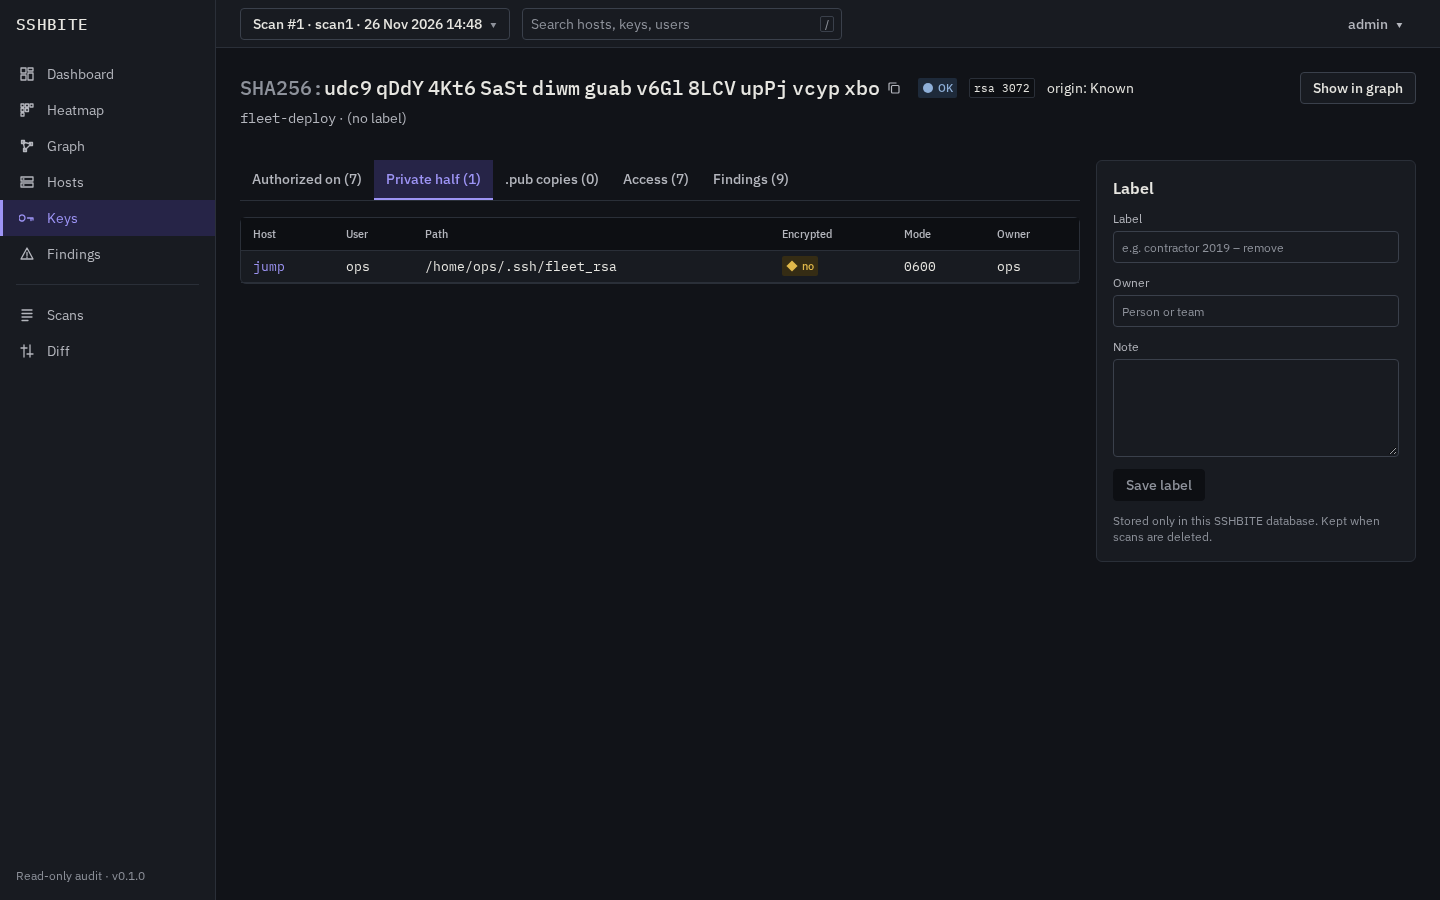 SSHBITE
Scan #1 · scan1 · 26 Nov 2026 14:48
Search hosts, keys, users
/
admin
Dashboard
Heatmap
Graph
Hosts
Keys
Findings
Scans
Diff
Read-only audit · v0.1.0
SHA256:udc9 qDdY 4Kt6 SaSt diwm guab v6Gl 8LCV upPj vcyp xbo
OK
rsa 3072
origin: Known
Show in graph
fleet-deploy · (no label)
Authorized on (7)
Private half (1)
.pub copies (0)
Access (7)
Findings (9)
Host User Path Encrypted Mode Owner
jump ops /home/ops/.ssh/fleet_rsa no 0600 ops
Label
Label
e.g. contractor 2019 – remove
Owner
Person or team
Note
Save label
Stored only in this SSHBITE database. Kept when
scans are deleted.